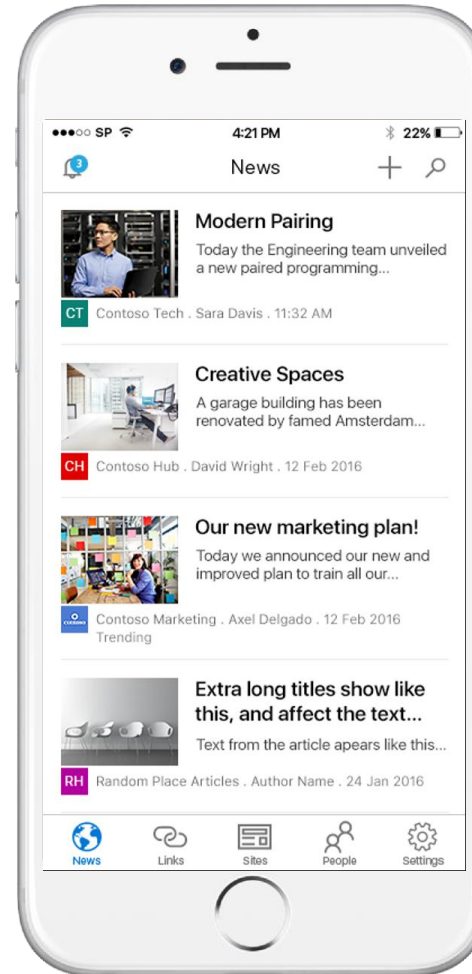 SP 4:21 PM 22%
3
News
Modern Pairing
Today the Engineering team unveiled
a new paired programming...
CT Contoso Tech . Sara Davis . 11:32 AM
Creative Spaces
A garage building has been
renovated by famed Amsterdam...
CH Contoso Hub . David Wright . 12 Feb 2016
Our new marketing plan!
Today we announced our new and
improved plan to train all our...
Contoso Marketing . Axel Delgado . 12 Feb 2016
Trending
Extra long titles show like
this, and affect the text...
Text from the article apears like this...
RH Random Place Articles . Author Name . 24 Jan 2016
News Links Sites People Settings